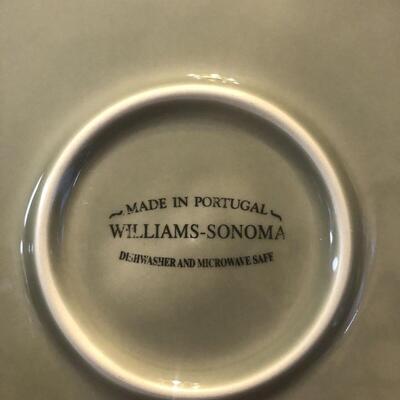 MADE IN PORTUGAL
WILLIAMS-SONOMA
DISHWASHER AND MICROWAVE SAFE